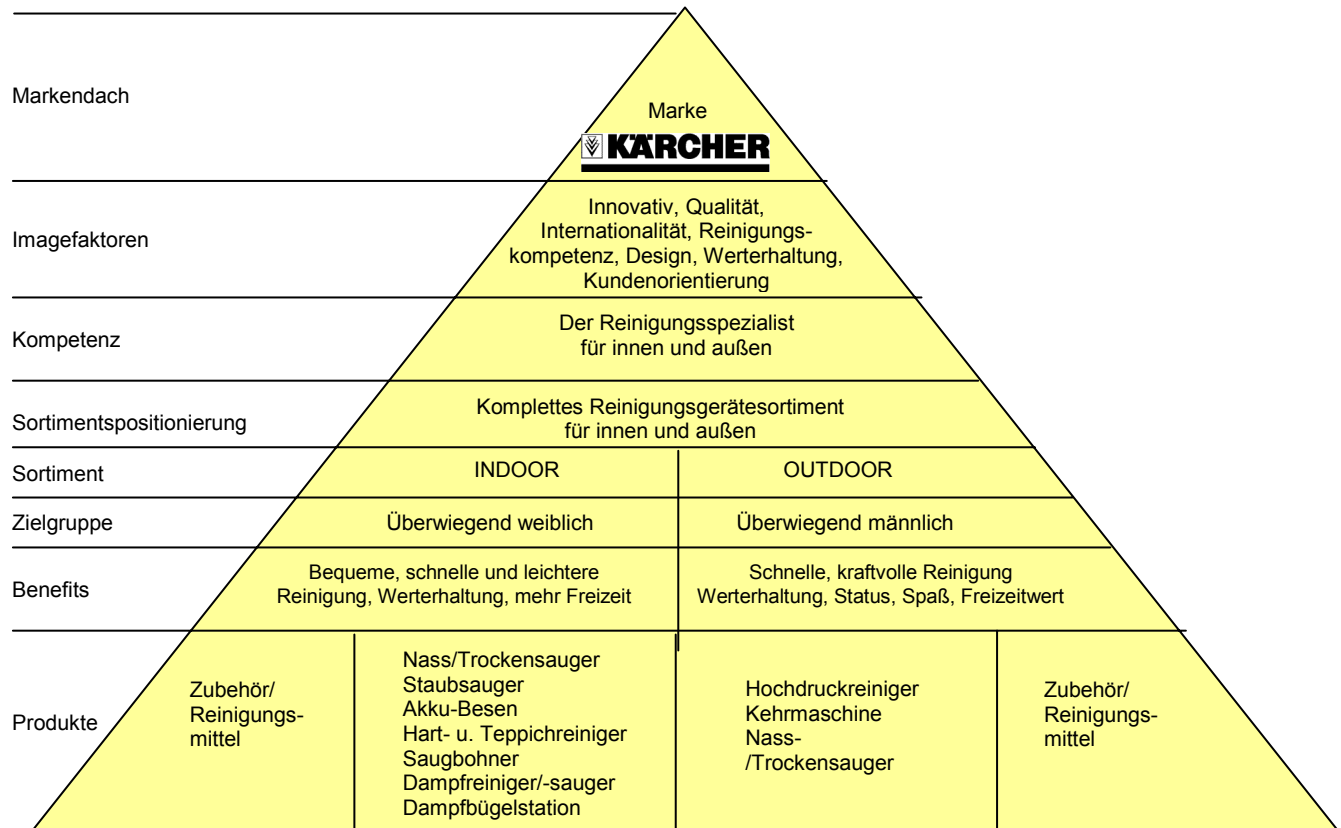 Markendach
Marke
KÄRCHER
Imagefaktoren
Innovativ, Qualität,
Internationalität, Reinigungs-
kompetenz, Design, Werterhaltung,
Kundenorientierung
Kompetenz
Der Reinigungsspezialist
für innen und außen
Sortimentspositionierung
Komplettes Reinigungsgerätesortiment
für innen und außen
Sortiment
INDOOR
OUTDOOR
Zielgruppe
Überwiegend weiblich
Überwiegend männlich
Benefits
Bequeme, schnelle und leichtere
Reinigung, Werterhaltung, mehr Freizeit
Schnelle, kraftvolle Reinigung
Werterhaltung, Status, Spaß, Freizeitwert
Produkte
Zubehör/
Reinigungs-
mittel
Nass/Trockensauger
Staubsauger
Akku-Besen
Hart- u. Teppichreiniger
Saugbohner
Dampfreiniger/-sauger
Dampfbügelstation
Hochdruckreiniger
Kehrmaschine
Nass-
/Trockensauger
Zubehör/
Reinigungs-
mittel